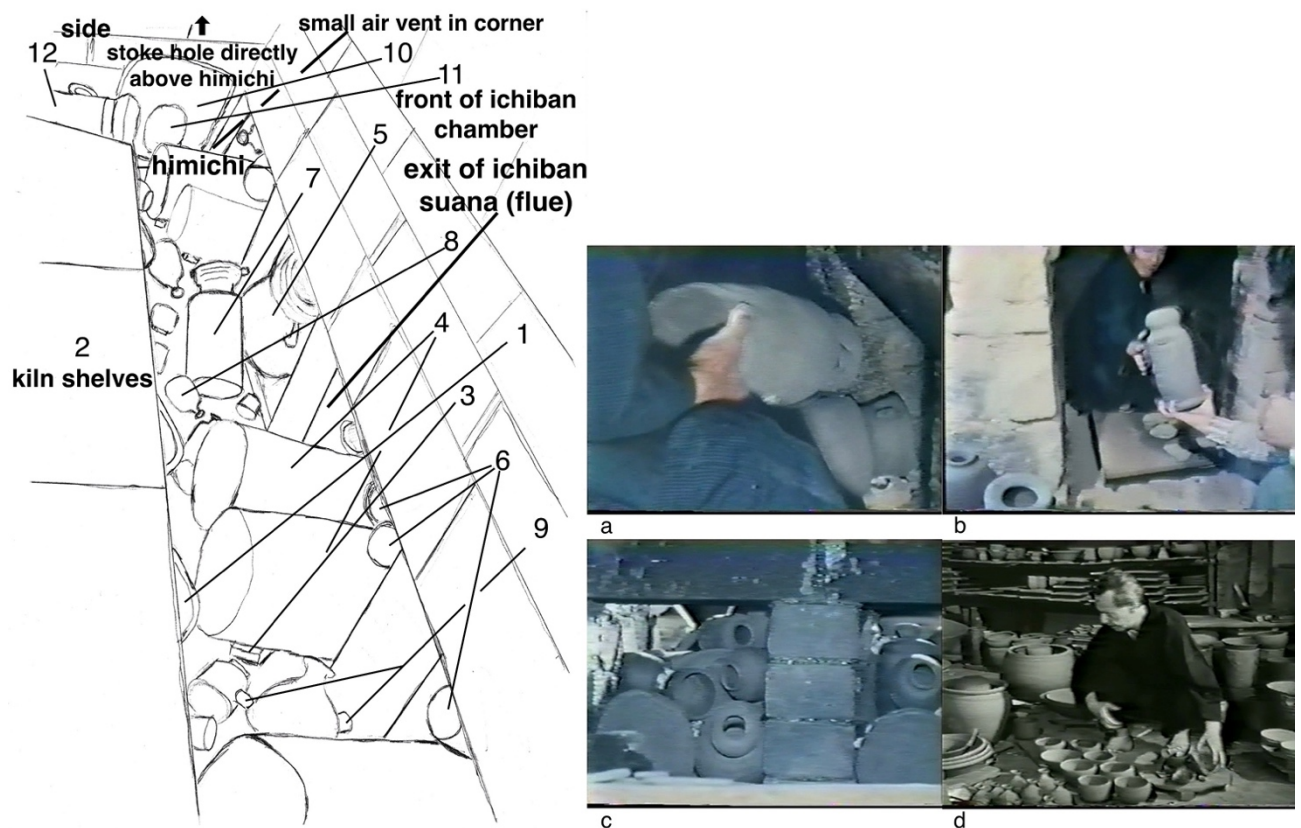 side
small air vent in corner
12
stoke hole directly
above himichi
10
11
front of ichiban
chamber
5
himichi
7
exit of ichiban
suana (flue)
8
4
1
2
kiln shelves
3
6
9
a
b
c
d